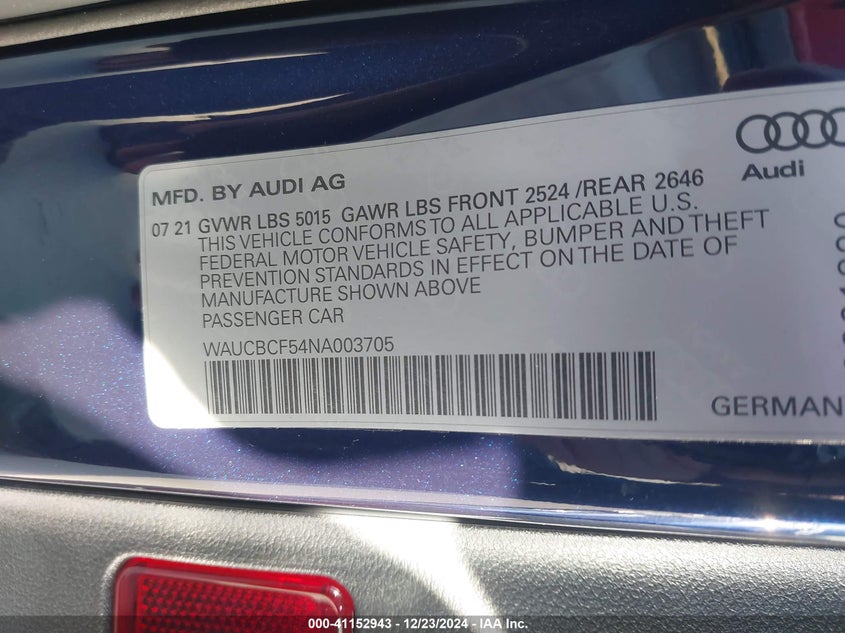 MFD. BY AUDI AG
07 21 GVWR LBS 5015 GAWR LBS FRONT 2524 /REAR 2646
THIS VEHICLE CONFORMS TO ALL APPLICABLE U.S.
FEDERAL MOTOR VEHICLE SAFETY, BUMPER AND THEFT
PREVENTION STANDARDS IN EFFECT ON THE DATE OF
MANUFACTURE SHOWN ABOVE
PASSENGER CAR
WAUCBCF54NA003705
Audi
GERMAN
00-41152943 - 12/23/2024 - IAA Inc.